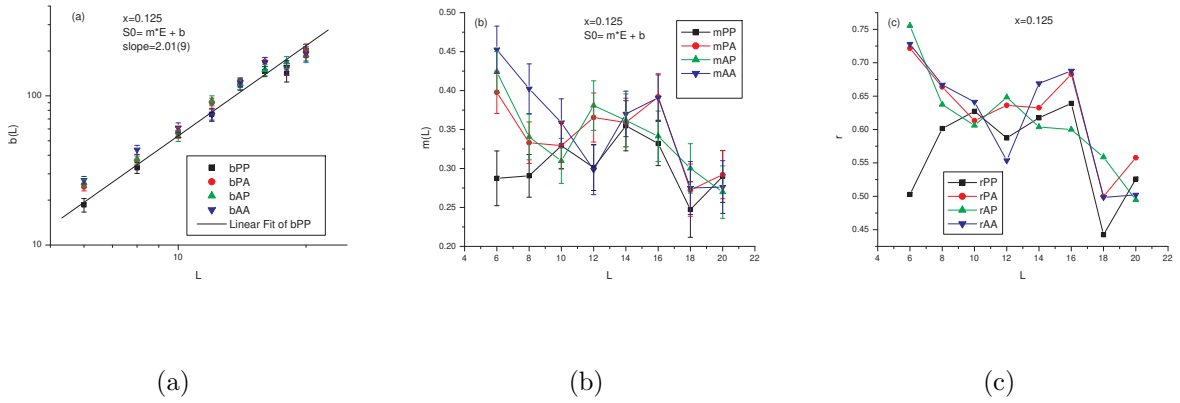 (a)
x=0.125
S0= m*E + b
slope=2.01(9)
b(L)
100
10
bPP
bPA
bAP
bAA
Linear Fit of bPP
10
L
(b)
x=0.125
S0= m*E + b
mPP
mPA
mAP
mAA
m(L)
0.45
0.40
0.35
0.30
0.25
0.20
4 6 8 10 12 14 16 18 20 22
L
(c)
x=0.125
r
0.75
0.70
0.65
0.60
0.55
0.50
0.45
rPP
rPA
rAP
rAA
4 6 8 10 12 14 16 18 20 22
L
(a)
(b)
(c)